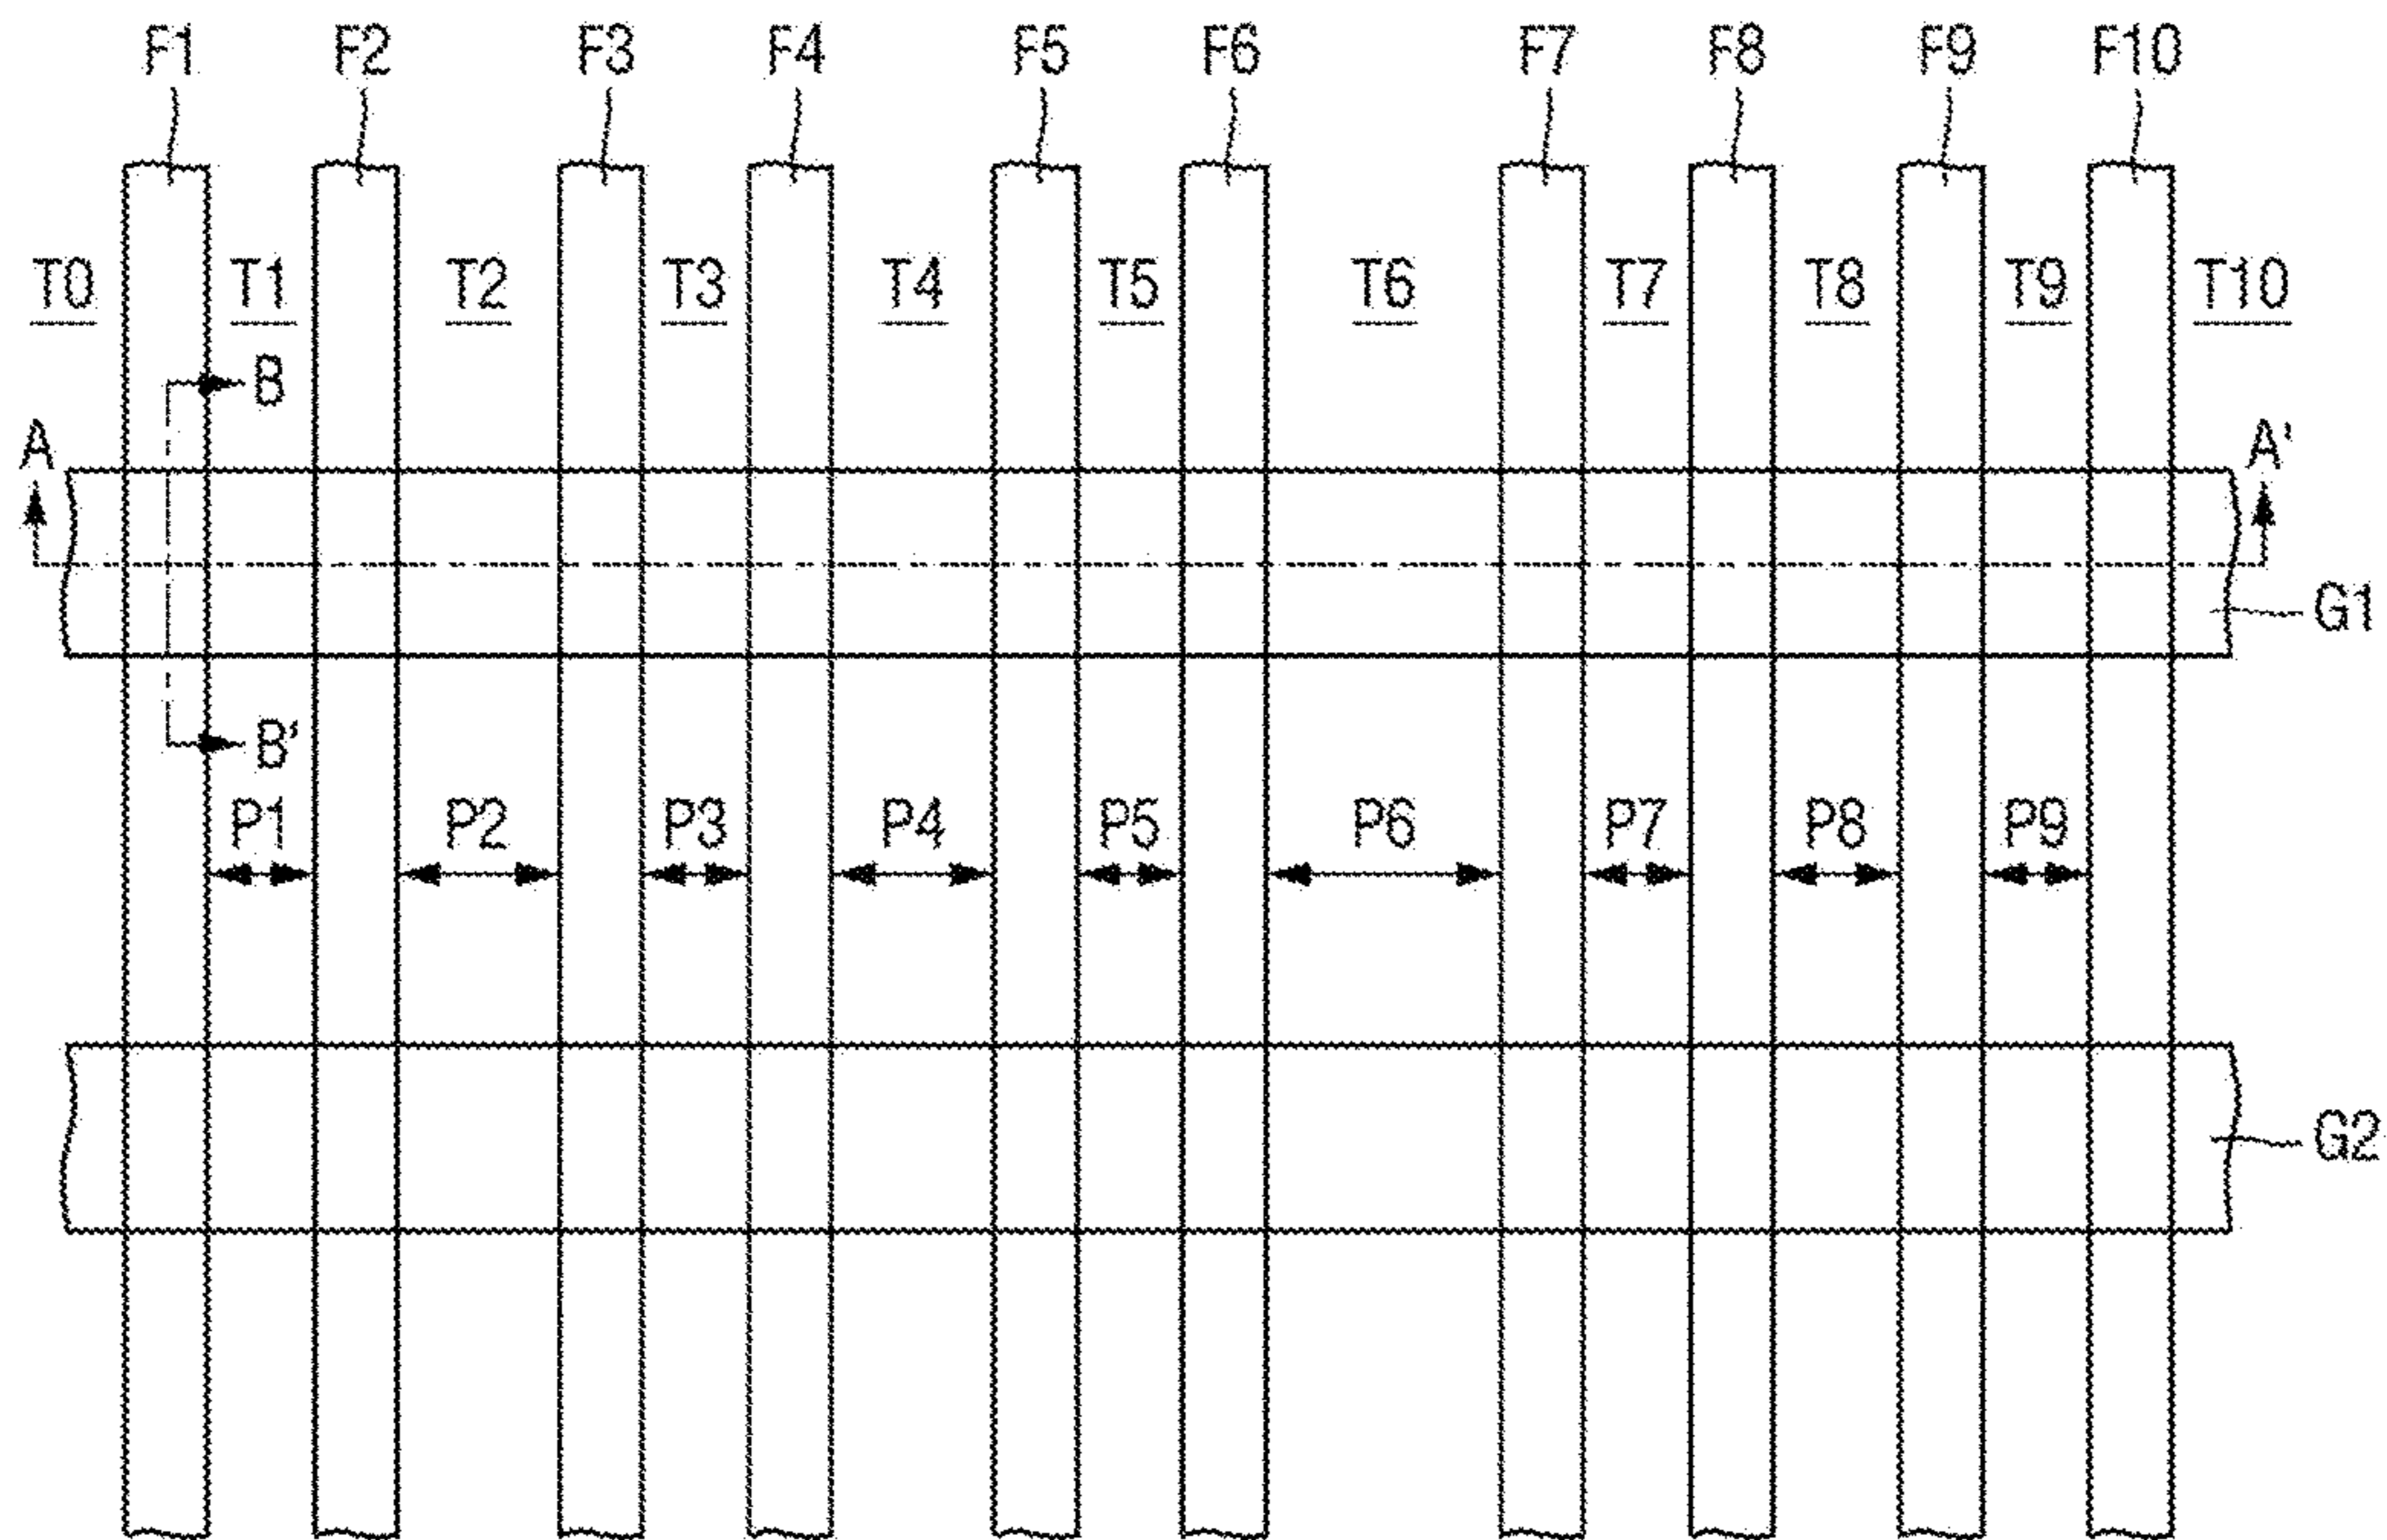 F1 F2 F3 F4 F5 F6 F7 F8 F9 F10
T0 T1 T2 T3 T4 T5 T6 T7 T8 T9 T10
B
A A'
G1
B'
P1 P2 P3 P4 P5 P6 P7 P8 P9
G2